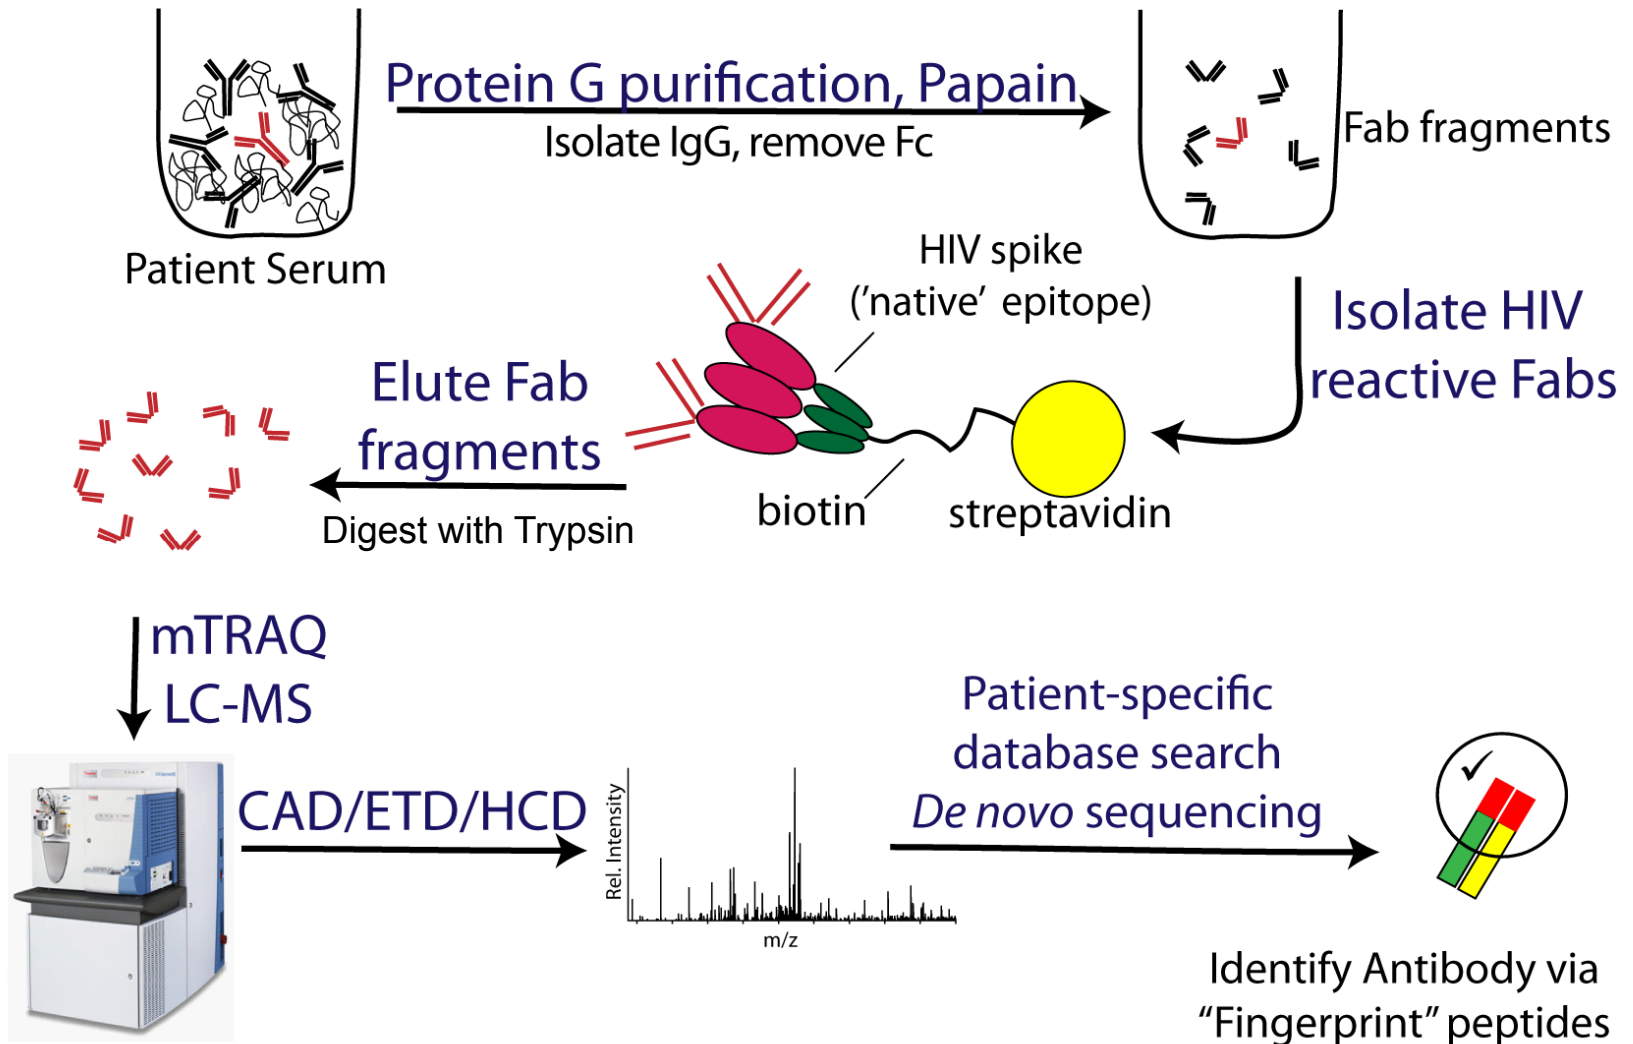 Protein G purification, Papain
Isolate IgG, remove Fc
Fab fragments
Patient Serum
HIV spike
('native' epitope)
Isolate HIV
reactive Fabs
Elute Fab
fragments
Digest with Trypsin
biotin
streptavidin
mTRAQ
LC-MS
CAD/ETD/HCD
Rel. Intensity
m/z
Patient-specific
database search
De novo sequencing
Identify Antibody via
“Fingerprint” peptides